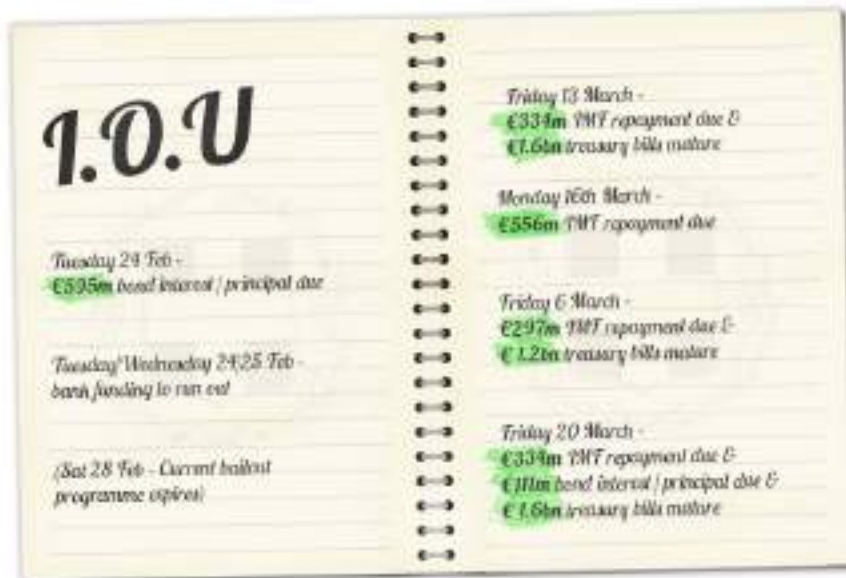 I.O.U
Tuesday 24 Feb -
€595m bond interest / principal due
Tuesday/Wednesday 24/25 Feb -
bank funding to run out
(Sat 28 Feb - Current bailout
programme expires)
Friday 13 March -
€334m IMF repayment due &
€1.6bn treasury bills mature
Monday 16th March -
€556m IMF repayment due
Friday 6 March -
€297m IMF repayment due &
€1.2bn treasury bills mature
Friday 20 March -
€334m IMF repayment due &
bond interest / principal due &
€1.6bn treasury bills mature